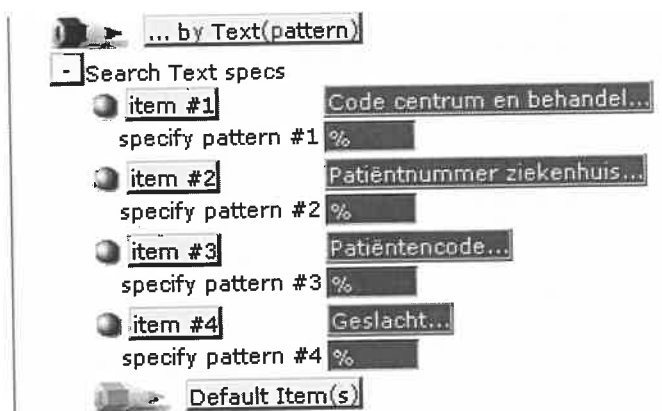 ... by Text(pattern)
- Search Text specs
item #1 Code centrum en behandel...
specify pattern #1 %
item #2 Patiëntnummer ziekenhuis...
specify pattern #2 %
item #3 Patiëntencode...
specify pattern #3 %
item #4 Geslacht...
specify pattern #4 %
Default Item(s)